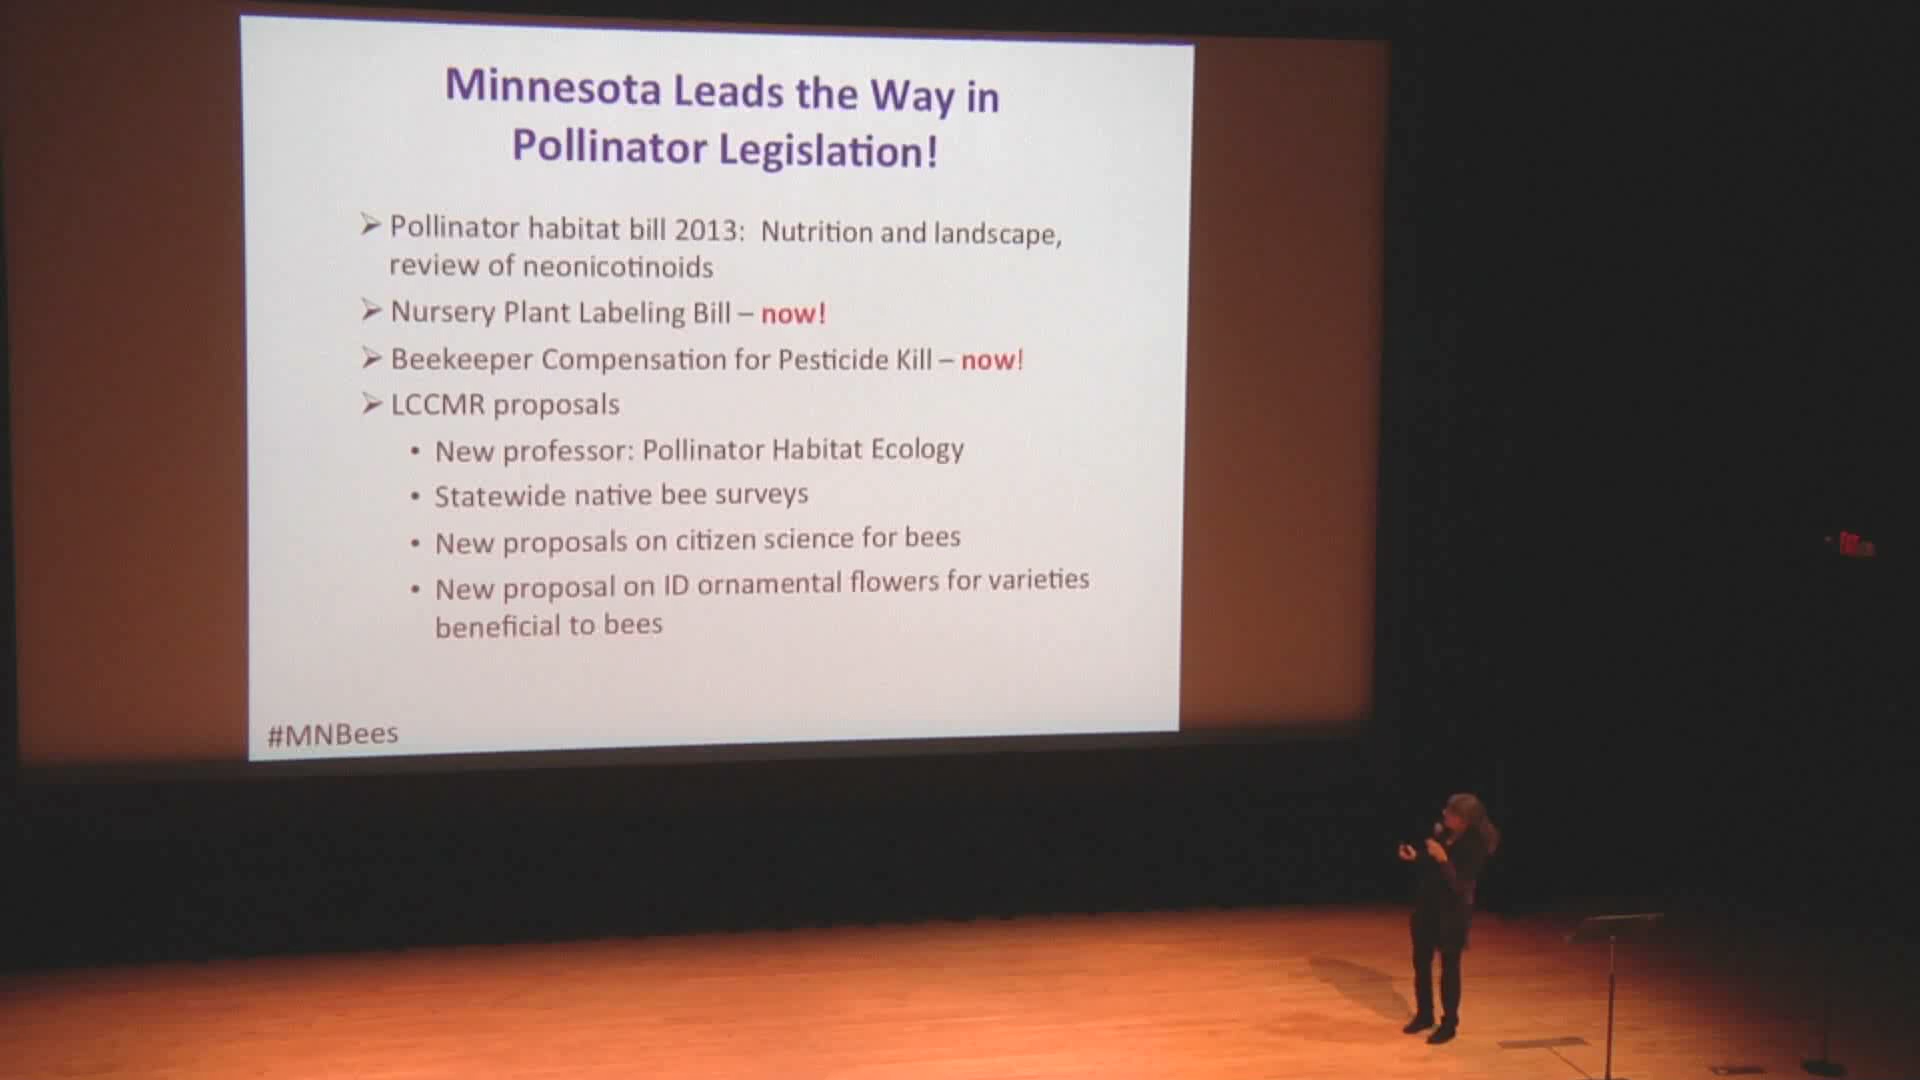 Minnesota Leads the Way in
Pollinator Legislation!
➢ Pollinator habitat bill 2013: Nutrition and landscape,
review of neonicotinoids
➢ Nursery Plant Labeling Bill – now!
➢ Beekeeper Compensation for Pesticide Kill – now!
➢ LCCMR proposals
• New professor: Pollinator Habitat Ecology
• Statewide native bee surveys
• New proposals on citizen science for bees
• New proposal on ID ornamental flowers for varieties
beneficial to bees
#MNBees
EXIT